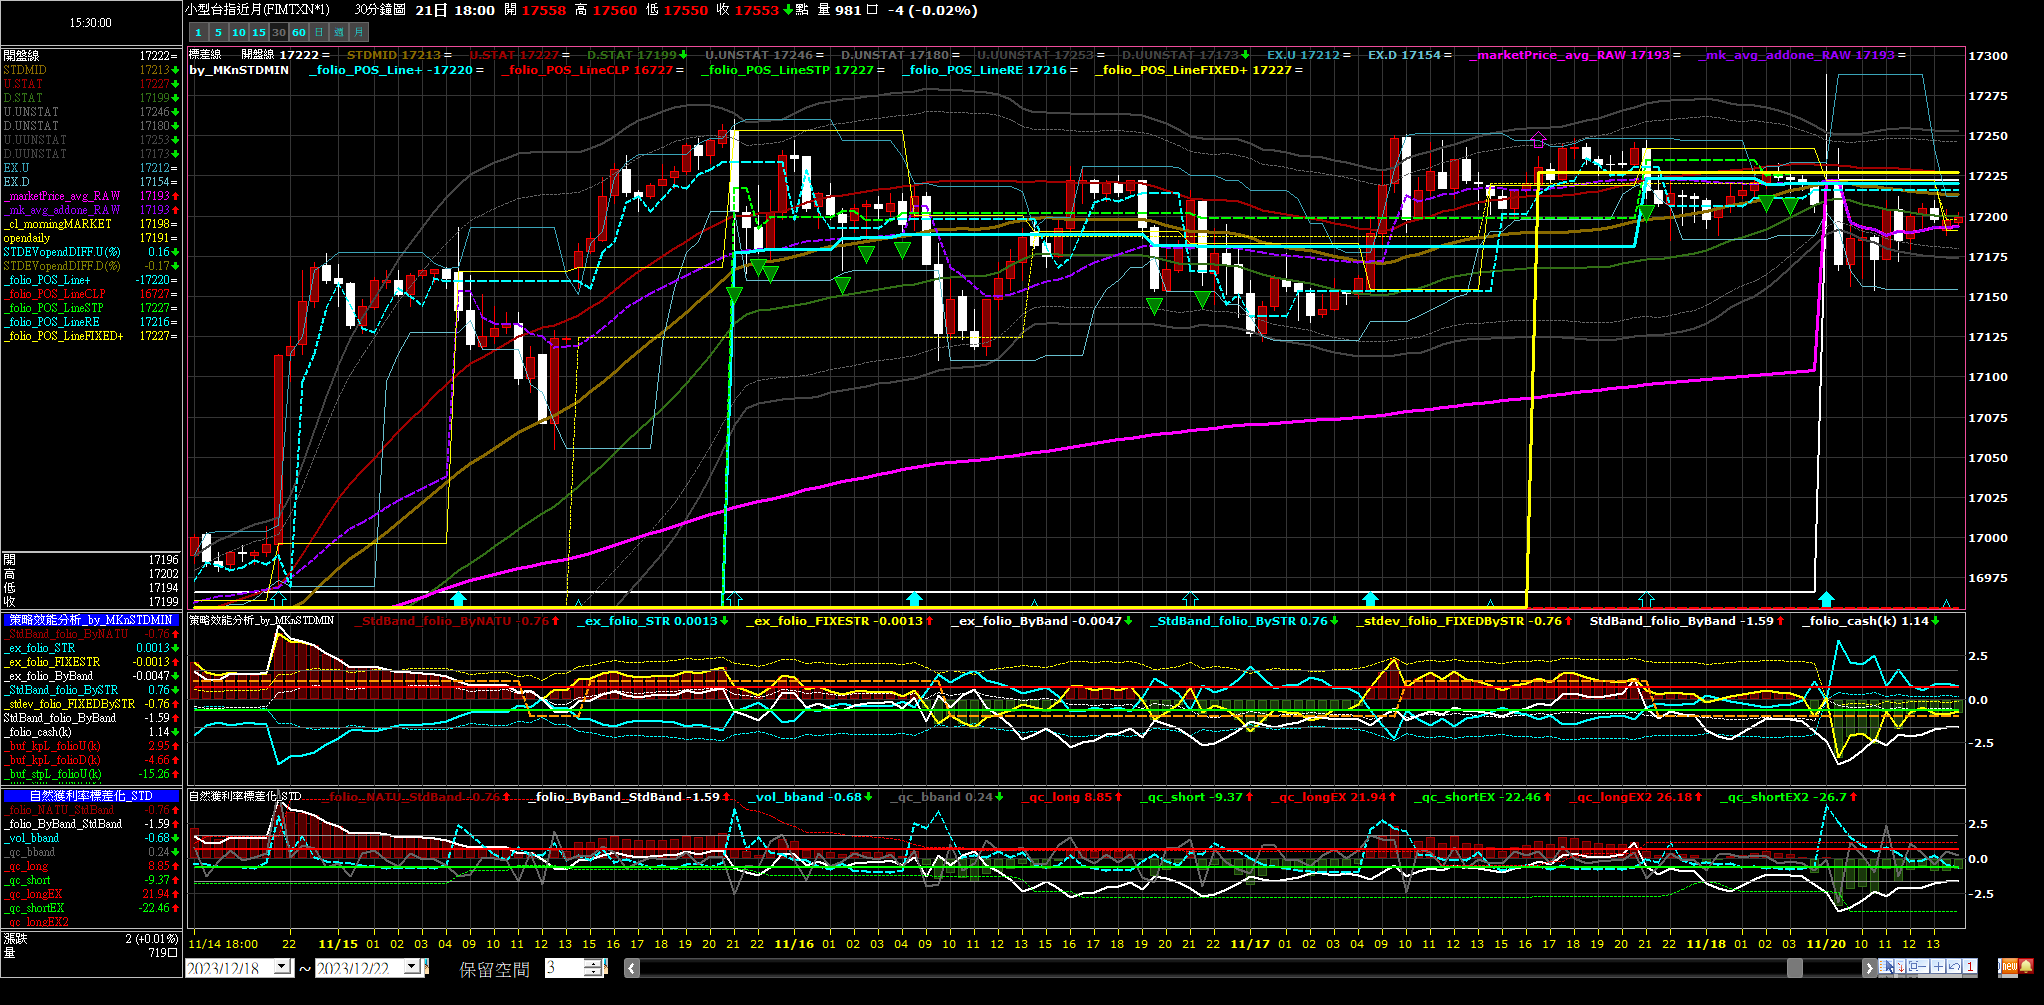 小型台指近月(FIMTXN*1) 30分鐘圖 21日 18:00 開 17558 高 17560 低 17550 收 17553 點 量 981口 -4 (-0.02%)
15:30:00
1 5 10 15 30 60 日 週 月
標差線 開盤線 17222 = STDMID 17213 = U.STAT 17227 = D.STAT 17199 U.UNSTAT 17246 = D.UNSTAT 17180 = U.UUNSTAT 17253 = D.UUNSTAT 17173 EX.U 17212 = EX.D 17154 = _marketPrice_avg_RAW 17193 = _mk_avg_addone_RAW 17193 =
by_MKnSTDMIN _folio_POS_Line+ -17220 = _folio_POS_LineCLP 16727 = _folio_POS_LineSTP 17227 = _folio_POS_LineRE 17216 = _folio_POS_LineFIXED+ 17227 =
開盤線 17222=
STDMID 17213
U.STAT 17227
D.STAT 17199
U.UNSTAT 17246
D.UNSTAT 17180
U.UUNSTAT 17253
D.UUNSTAT 17173
EX.U 17212=
EX.D 17154=
_marketPrice_avg_RAW 17193
_mk_avg_addone_RAW 17193
_cl_morningMARKET 17198=
opendaily 17191=
STDEVopendDIFF.U(%) 0.16
STDEVopendDIFF.D(%) -0.17
_folio_POS_Line+ -17220=
_folio_POS_LineCLP 16727=
_folio_POS_LineSTP 17227=
_folio_POS_LineRE 17216=
_folio_POS_LineFIXED+ 17227=
開 17196
高 17202
低 17194
收 17199
17300
17275
17250
17225
17200
17175
17150
17125
17100
17075
17050
17025
17000
16975
策略效能分析_by_MKnSTDMIN
_StdBand_folio_ByNATU -0.76
_ex_folio_STR 0.0013
_ex_folio_FIXESTR -0.0013
_ex_folio_ByBand -0.0047
_StdBand_folio_BySTR 0.76
_stdev_folio_FIXEDBySTR -0.76
StdBand_folio_ByBand -1.59
_folio_cash(k) 1.14
_buf_kpL_folioU(k) 2.95
_buf_kpL_folioD(k) -4.66
_buf_stpL_folioU(k) -15.26
策略效能分析_by_MKnSTDMIN _StdBand_folio_ByNATU -0.76 _ex_folio_STR 0.0013 _ex_folio_FIXESTR -0.0013 _ex_folio_ByBand -0.0047 _StdBand_folio_BySTR 0.76 _stdev_folio_FIXEDBySTR -0.76 StdBand_folio_ByBand -1.59 _folio_cash(k) 1.14
2.5
0.0
-2.5
自然獲利率標差化_STD
_folio_NATU_StdBand -0.76
_folio_ByBand_StdBand -1.59
_vol_bband -0.68
_qc_bband 0.24
_qc_long 8.85
_qc_short -9.37
_qc_longEX 21.94
_qc_shortEX -22.46
_qc_longEX2
自然獲利率標差化_STD _folio_NATU_StdBand -0.76 _folio_ByBand_StdBand -1.59 _vol_bband -0.68 _qc_bband 0.24 _qc_long 8.85 _qc_short -9.37 _qc_longEX 21.94 _qc_shortEX -22.46 _qc_longEX2 26.18 _qc_shortEX2 -26.7
2.5
0.0
-2.5
漲跌 2 (+0.01%)
量 719口
11/14 18:00 22 11/15 01 02 03 04 09 10 11 12 13 15 16 17 18 19 20 21 22 11/16 01 02 03 04 09 10 11 12 13 15 16 17 18 19 20 21 22 11/17 01 02 03 04 09 10 11 12 13 15 16 17 18 19 20 21 22 11/18 01 02 03 11/20 10 11 12 13
2023/12/18 ~ 2023/12/22 保留空間 3
1 new